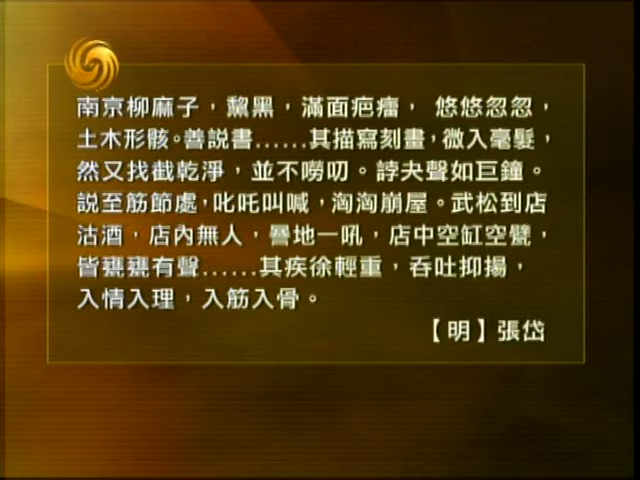 南京柳麻子，黧黑，滿面疤癅， 悠悠忽忽，
土木形骸。善説書……其描寫刻畫，微入毫髮，
然又找截乾淨，並不嘮叨。誖夬聲如巨鐘。
説至筋節處，叱吒叫喊，洶洶崩屋。武松到店
沽酒，店內無人，謈地一吼，店中空缸空甓，
皆甕甕有聲……其疾徐輕重，吞吐抑揚，
入情入理，入筋入骨。
【明】張岱